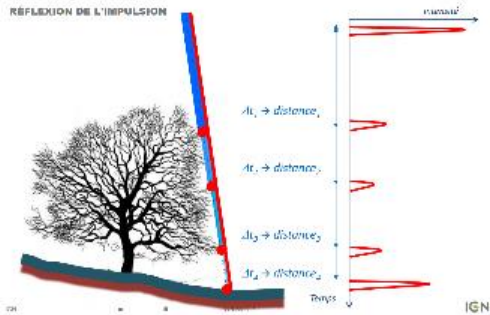 RÉFLEXION DE L'IMPULSION
Intensité
Δt₁ → distance₁
Δt₂ → distance₂
Δt₃ → distance₃
Δt₄ → distance₄
Temps
IGN